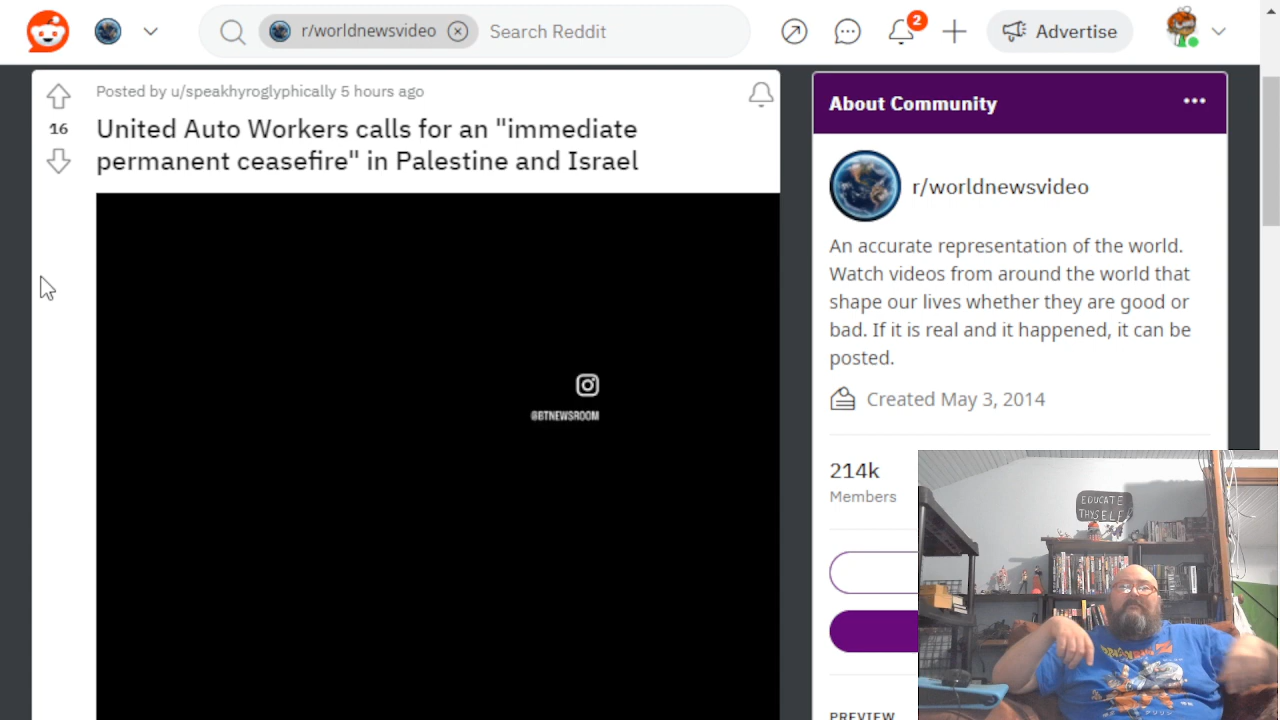 r/worldnewsvideo
Search Reddit
2
Advertise
Posted by u/speakhyroglyphically 5 hours ago
16
United Auto Workers calls for an "immediate
permanent ceasefire" in Palestine and Israel
@BTNEWSROOM
About Community
r/worldnewsvideo
An accurate representation of the world.
Watch videos from around the world that
shape our lives whether they are good or
bad. If it is real and it happened, it can be
posted.
Created May 3, 2014
214k
Members
PREVIEW
EDUCATE
THYSELF